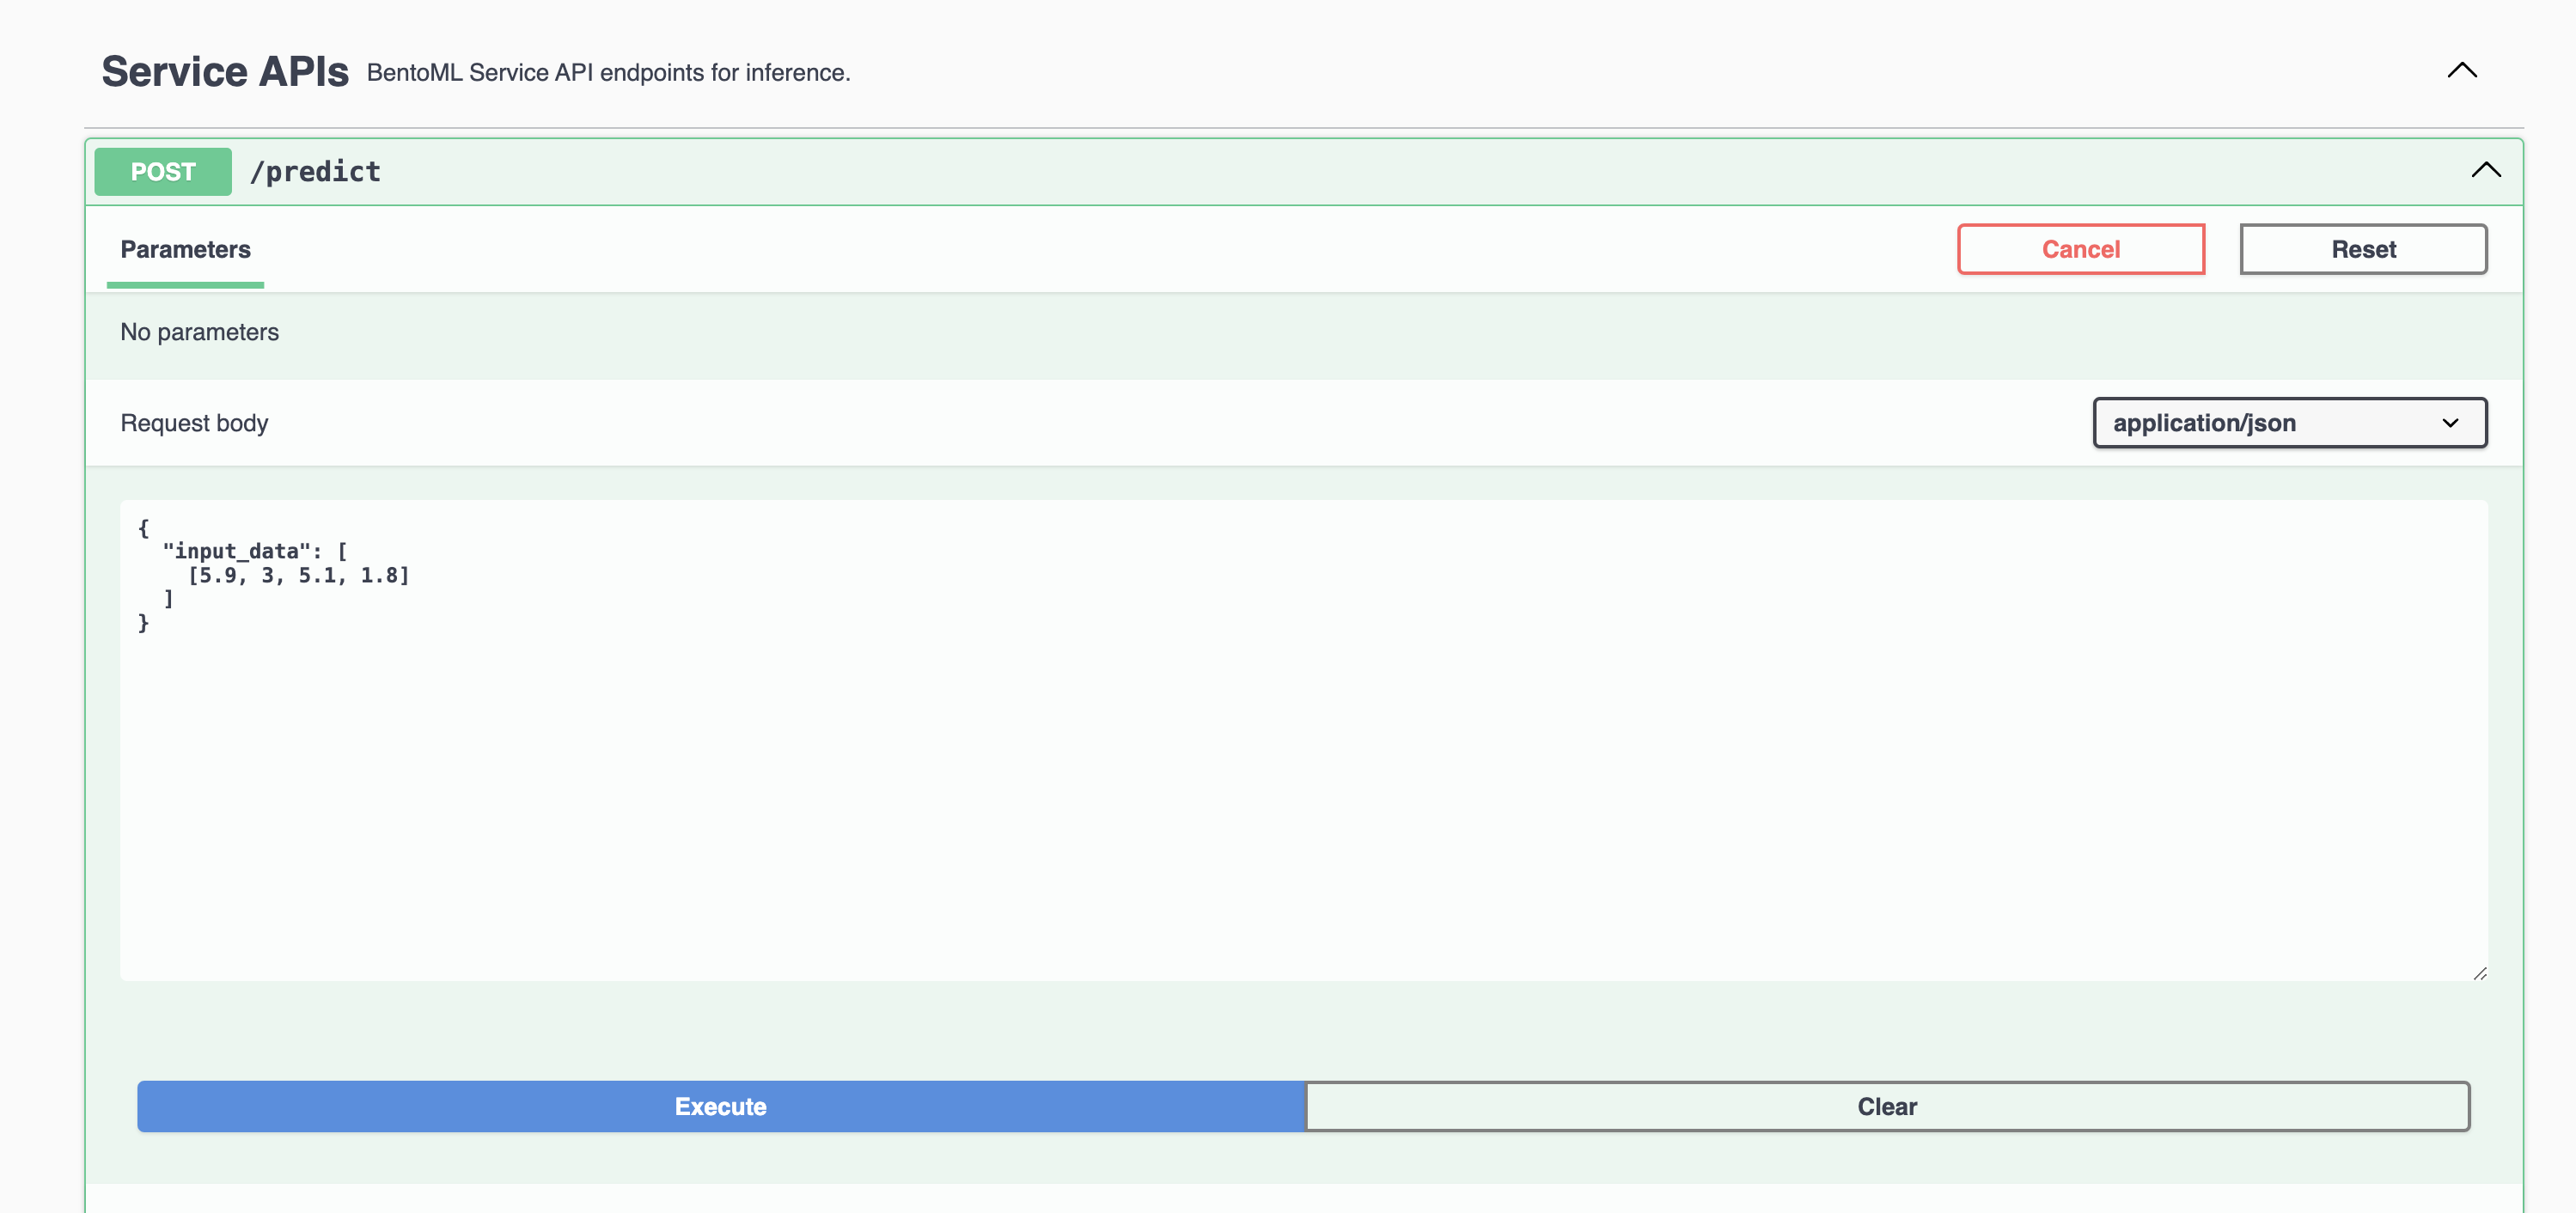 Service APIs BentoML Service API endpoints for inference.
POST /predict
Parameters
Cancel
Reset
No parameters
Request body
application/json
{
  "input_data": [
    [5.9, 3, 5.1, 1.8]
  ]
}
Execute
Clear